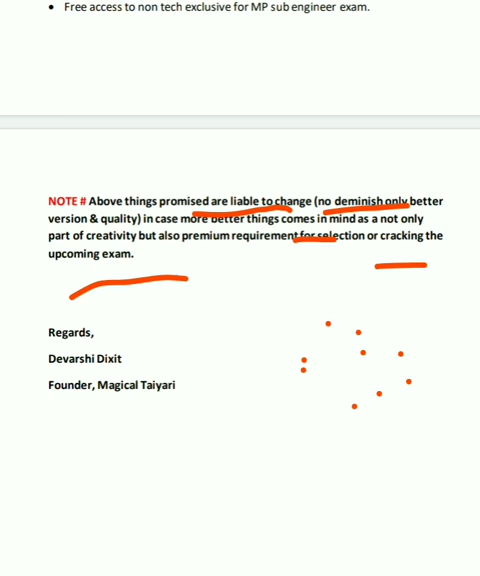 • Free access to non tech exclusive for MP sub engineer exam.
NOTE # Above things promised are liable to change (no deminish only better
version & quality) in case more better things comes in mind as a not only
part of creativity but also premium requirement for selection or cracking the
upcoming exam.
Regards,
Devarshi Dixit
Founder, Magical Taiyari